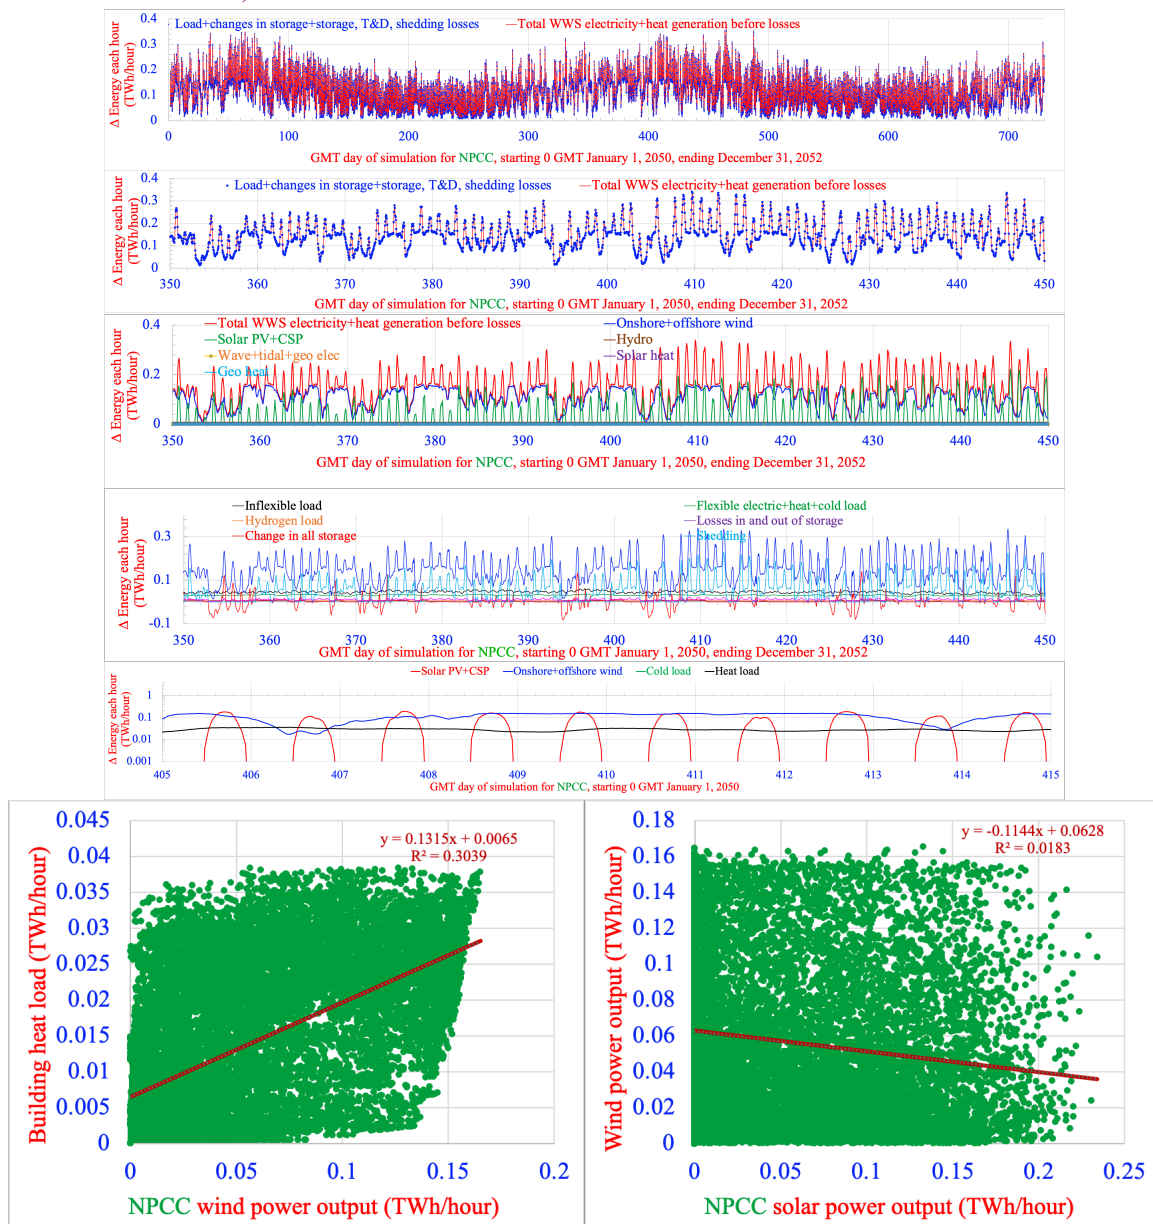 Load+changes in storage+storage, T&D, shedding losses Total WWS electricity+heat generation before losses
Δ Energy each hour
(TWh/hour)
0.4
0.3
0.2
0.1
0
0 100 200 300 400 500 600 700
GMT day of simulation for NPCC, starting 0 GMT January 1, 2050, ending December 31, 2052
Load+changes in storage+storage, T&D, shedding losses Total WWS electricity+heat generation before losses
Δ Energy each hour
(TWh/hour)
0.4
0.3
0.2
0.1
0
350 360 370 380 390 400 410 420 430 440 450
GMT day of simulation for NPCC, starting 0 GMT January 1, 2050, ending December 31, 2052
Total WWS electricity+heat generation before losses Onshore+offshore wind
Solar PV+CSP Hydro
Wave+tidal+geo elec Solar heat
Geo heat
Δ Energy each hour
(TWh/hour)
0.4
0.2
0
350 360 370 380 390 400 410 420 430 440 450
GMT day of simulation for NPCC, starting 0 GMT January 1, 2050, ending December 31, 2052
Inflexible load Flexible electric+heat+cold load
Hydrogen load Losses in and out of storage
Change in all storage Shedding
Δ Energy each hour
(TWh/hour)
0.3
0.1
-0.1
350 360 370 380 390 400 410 420 430 440 450
GMT day of simulation for NPCC, starting 0 GMT January 1, 2050, ending December 31, 2052
Solar PV+CSP Onshore+offshore wind Cold load Heat load
Δ Energy each hour
(TWh/hour)
1
0.1
0.01
0.001
405 406 407 408 409 410 411 412 413 414 415
GMT day of simulation for NPCC, starting 0 GMT January 1, 2050
Building heat load (TWh/hour)
0.045
0.04
0.035
0.03
0.025
0.02
0.015
0.01
0.005
0
y = 0.1315x + 0.0065
R² = 0.3039
0 0.05 0.1 0.15 0.2
NPCC wind power output (TWh/hour)
Wind power output (TWh/hour)
0.18
0.16
0.14
0.12
0.1
0.08
0.06
0.04
0.02
0
y = -0.1144x + 0.0628
R² = 0.0183
0 0.05 0.1 0.15 0.2 0.25
NPCC solar power output (TWh/hour)